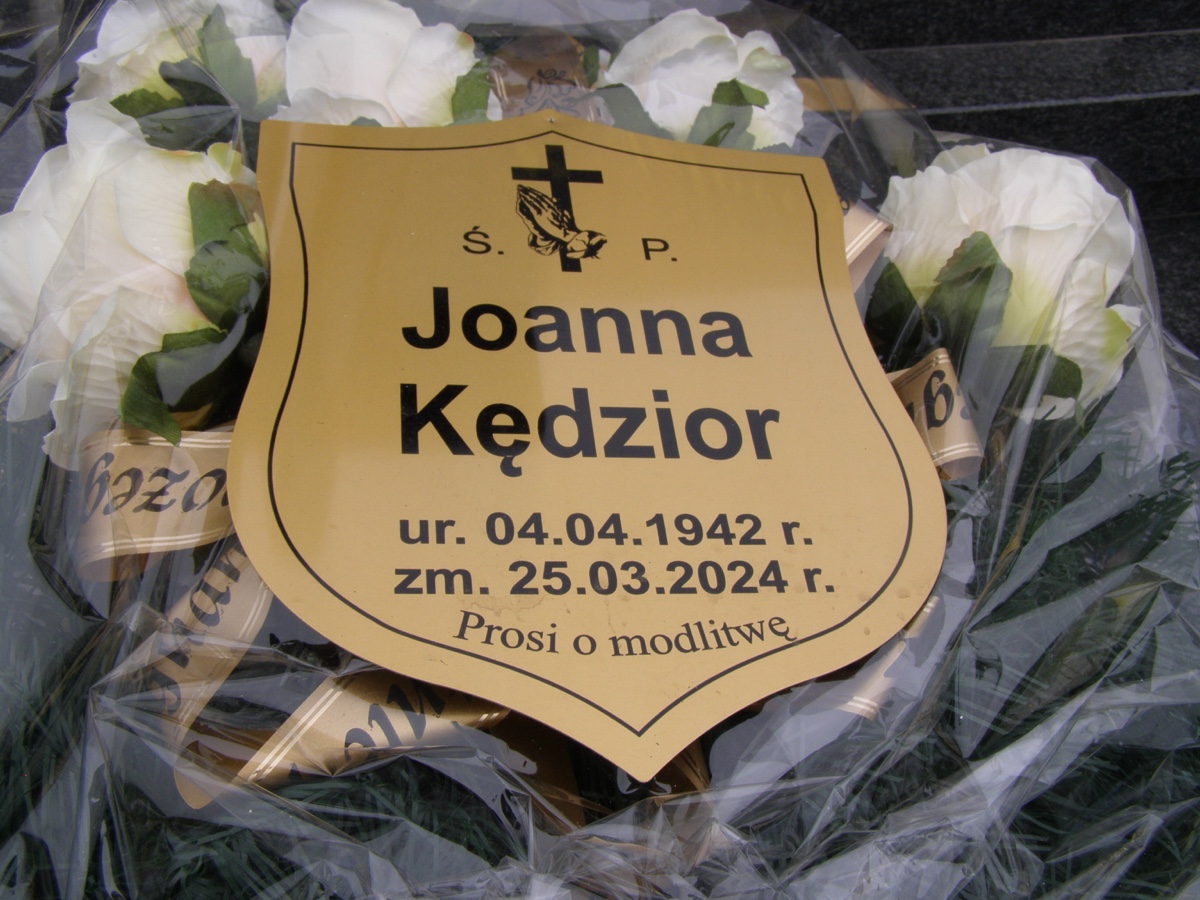 Ś. P.
Joanna
Kędzior
ur. 04.04.1942 r.
zm. 25.03.2024 r.
Prosi o modlitwę